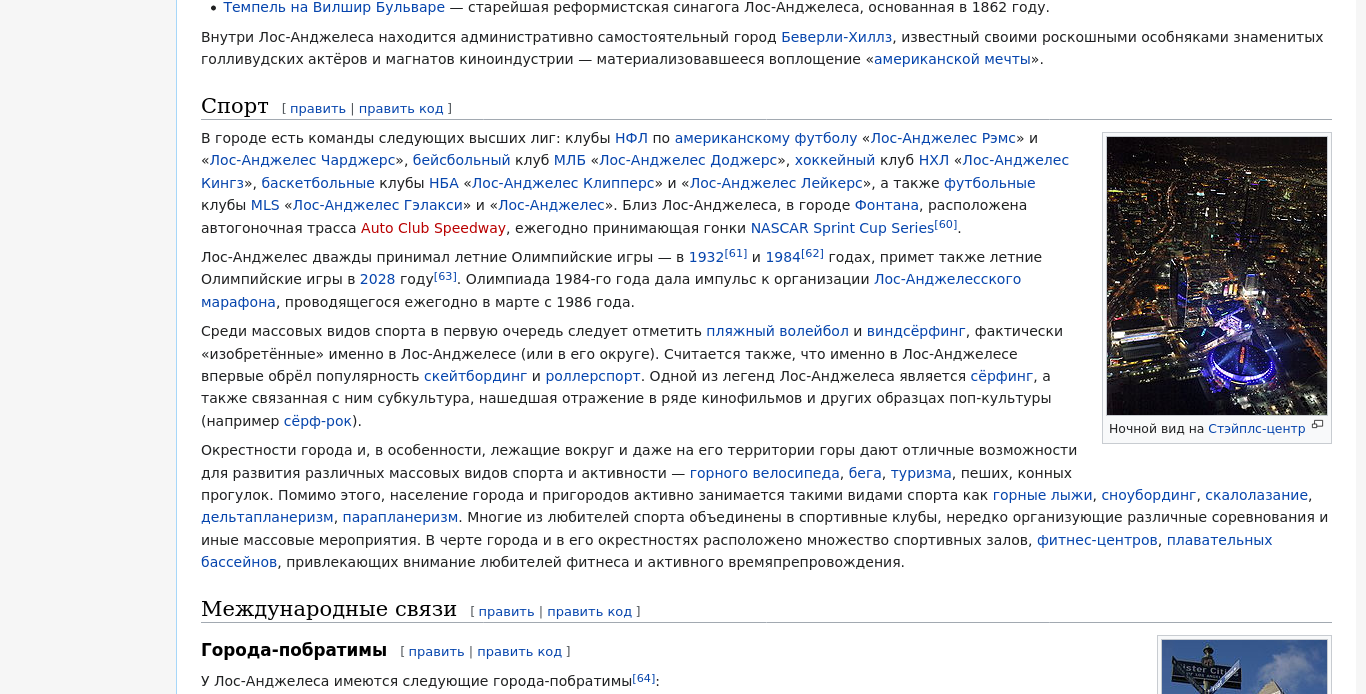 • Темпель на Вилшир Бульваре — старейшая реформистская синагога Лос-Анджелеса, основанная в 1862 году.
Внутри Лос-Анджелеса находится административно самостоятельный город Беверли-Хиллз, известный своими роскошными особняками знаменитых
голливудских актёров и магнатов киноиндустрии — материализовавшееся воплощение «американской мечты».
Спорт [ править | править код ]
В городе есть команды следующих высших лиг: клубы НФЛ по американскому футболу «Лос-Анджелес Рэмс» и
«Лос-Анджелес Чарджерс», бейсбольный клуб МЛБ «Лос-Анджелес Доджерс», хоккейный клуб НХЛ «Лос-Анджелес
Кингз», баскетбольные клубы НБА «Лос-Анджелес Клипперс» и «Лос-Анджелес Лейкерс», а также футбольные
клубы MLS «Лос-Анджелес Гэлакси» и «Лос-Анджелес». Близ Лос-Анджелеса, в городе Фонтана, расположена
автогоночная трасса Auto Club Speedway, ежегодно принимающая гонки NASCAR Sprint Cup Series[60].
Лос-Анджелес дважды принимал летние Олимпийские игры — в 1932[61] и 1984[62] годах, примет также летние
Олимпийские игры в 2028 году[63]. Олимпиада 1984-го года дала импульс к организации Лос-Анджелесского
марафона, проводящегося ежегодно в марте с 1986 года.
Среди массовых видов спорта в первую очередь следует отметить пляжный волейбол и виндсёрфинг, фактически
«изобретённые» именно в Лос-Анджелесе (или в его округе). Считается также, что именно в Лос-Анджелесе
впервые обрёл популярность скейтбординг и роллерспорт. Одной из легенд Лос-Анджелеса является сёрфинг, а
также связанная с ним субкультура, нашедшая отражение в ряде кинофильмов и других образцах поп-культуры
(например сёрф-рок).
Ночной вид на Стэйплс-центр
Окрестности города и, в особенности, лежащие вокруг и даже на его территории горы дают отличные возможности
для развития различных массовых видов спорта и активности — горного велосипеда, бега, туризма, пеших, конных
прогулок. Помимо этого, население города и пригородов активно занимается такими видами спорта как горные лыжи, сноубординг, скалолазание,
дельтапланеризм, парапланеризм. Многие из любителей спорта объединены в спортивные клубы, нередко организующие различные соревнования и
иные массовые мероприятия. В черте города и в его окрестностях расположено множество спортивных залов, фитнес-центров, плавательных
бассейнов, привлекающих внимание любителей фитнеса и активного времяпрепровождения.
Международные связи [ править | править код ]
Города-побратимы [ править | править код ]
У Лос-Анджелеса имеются следующие города-побратимы[64]: